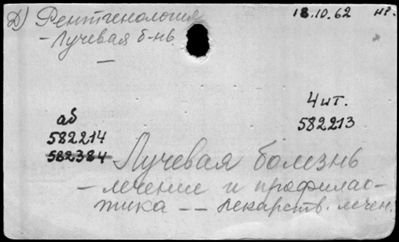 Д) Рентгенология 18.10.62 нг.
- Лучевая б-нь
—
аб 4 шт.
582214 582213
582384
Лучевая болезнь
- лечение и профилак-
тика -- лекарств. лечен.